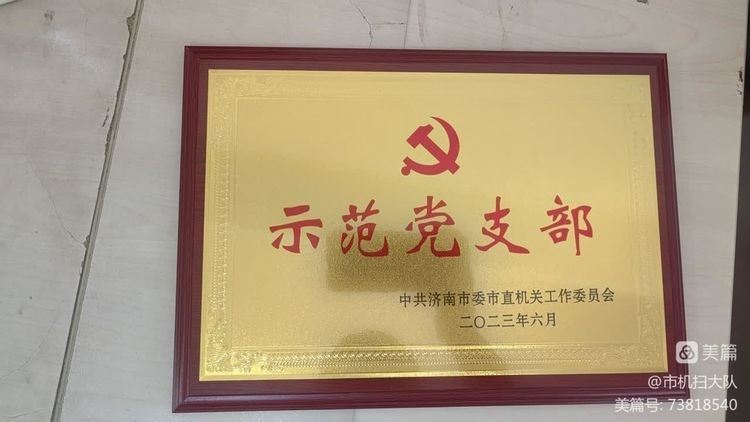 示范党支部
中共济南市委市直机关工作委员会
二〇二三年六月
美篇
@市机扫大队
美篇号: 73818540